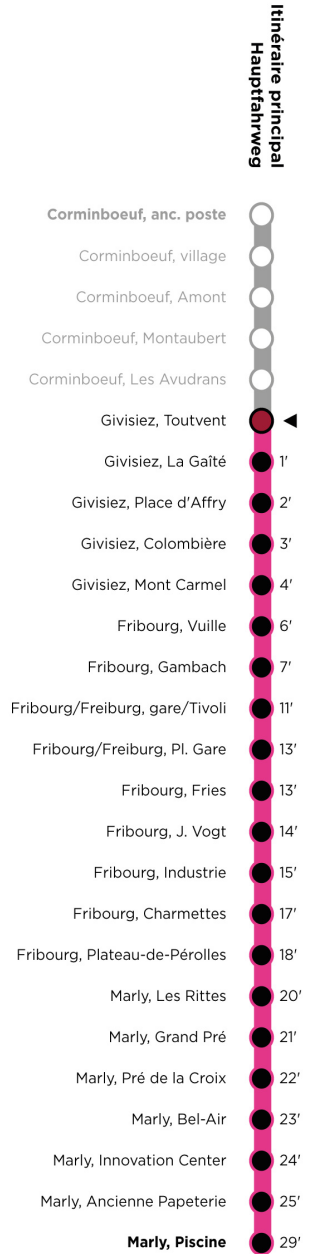 Itinéraire principal
Hauptfahrweg
Corminboeuf, anc. poste
Corminboeuf, village
Corminboeuf, Amont
Corminboeuf, Montaubert
Corminboeuf, Les Avudrans
Givisiez, Toutvent
Givisiez, La Gaîté 1'
Givisiez, Place d'Affry 2'
Givisiez, Colombière 3'
Givisiez, Mont Carmel 4'
Fribourg, Vuille 6'
Fribourg, Gambach 7'
Fribourg/Freiburg, gare/Tivoli 11'
Fribourg/Freiburg, Pl. Gare 13'
Fribourg, Fries 13'
Fribourg, J. Vogt 14'
Fribourg, Industrie 15'
Fribourg, Charmettes 17'
Fribourg, Plateau-de-Pérolles 18'
Marly, Les Rittes 20'
Marly, Grand Pré 21'
Marly, Pré de la Croix 22'
Marly, Bel-Air 23'
Marly, Innovation Center 24'
Marly, Ancienne Papeterie 25'
Marly, Piscine 29'